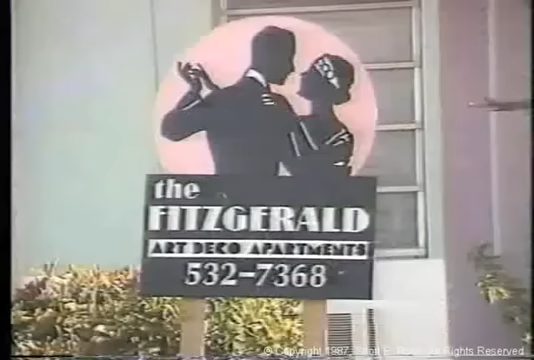 the
FITZGERALD
ART DECO APARTMENTS
532-7368
© Copyright 1987
All Rights Reserved